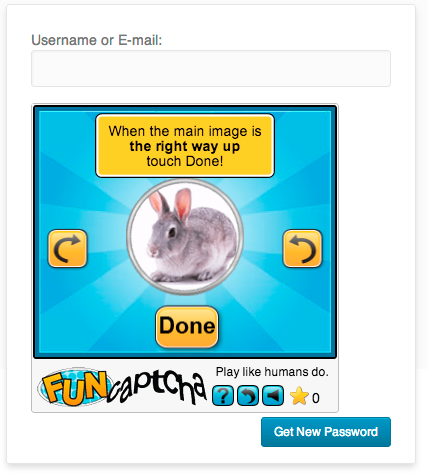 Username or E-mail:
When the main image is
the right way up
touch Done!
Done
Play like humans do.
FUNcaptcha
? 0
Get New Password